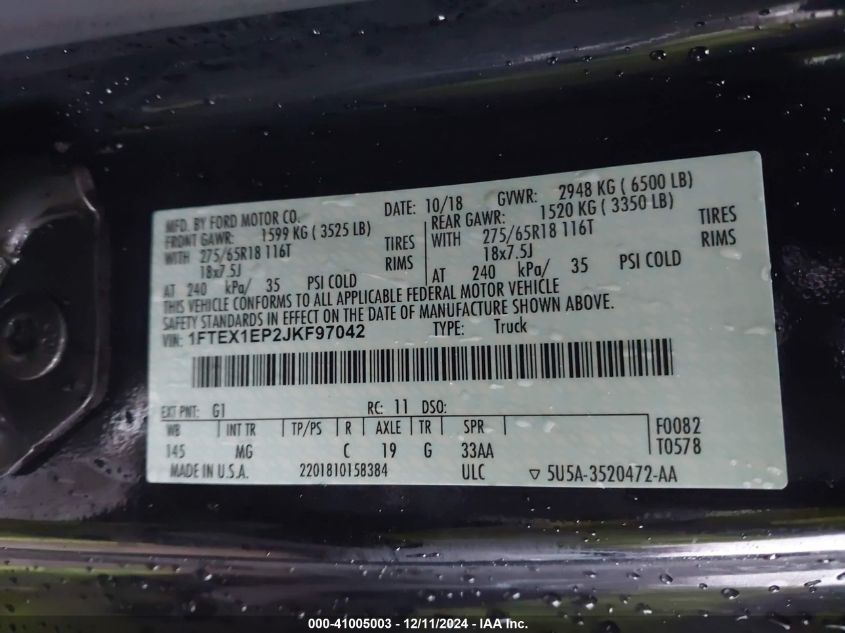 MFD. BY FORD MOTOR CO. DATE: 10/18 GVWR: 2948 KG ( 6500 LB)
FRONT GAWR: 1599 KG ( 3525 LB) REAR GAWR: 1520 KG ( 3350 LB)
WITH 275/65R18 116T TIRES WITH 275/65R18 116T TIRES
18x7.5J RIMS 18x7.5J RIMS
AT 240 kPa/ 35 PSI COLD AT 240 kPa/ 35 PSI COLD
THIS VEHICLE CONFORMS TO ALL APPLICABLE FEDERAL MOTOR VEHICLE
SAFETY STANDARDS IN EFFECT ON THE DATE OF MANUFACTURE SHOWN ABOVE.
VIN: 1FTEX1EP2JKF97042 TYPE: Truck
EXT PNT: G1 RC: 11 DSO:
WB INT TR TP/PS R AXLE TR SPR F0082
145 MG C 19 G 33AA T0578
MADE IN U.S.A. 2201810158384 ULC ▽ 5U5A-3520472-AA
000-41005003 - 12/11/2024 - IAA Inc.